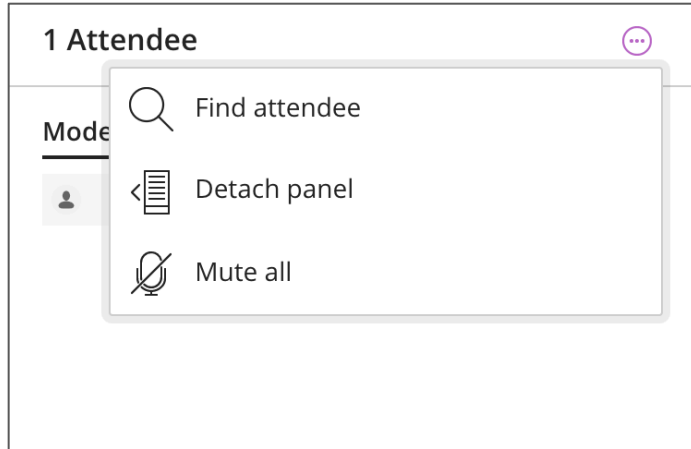 1 Attendee
Find attendee
Mode
Detach panel
Mute all